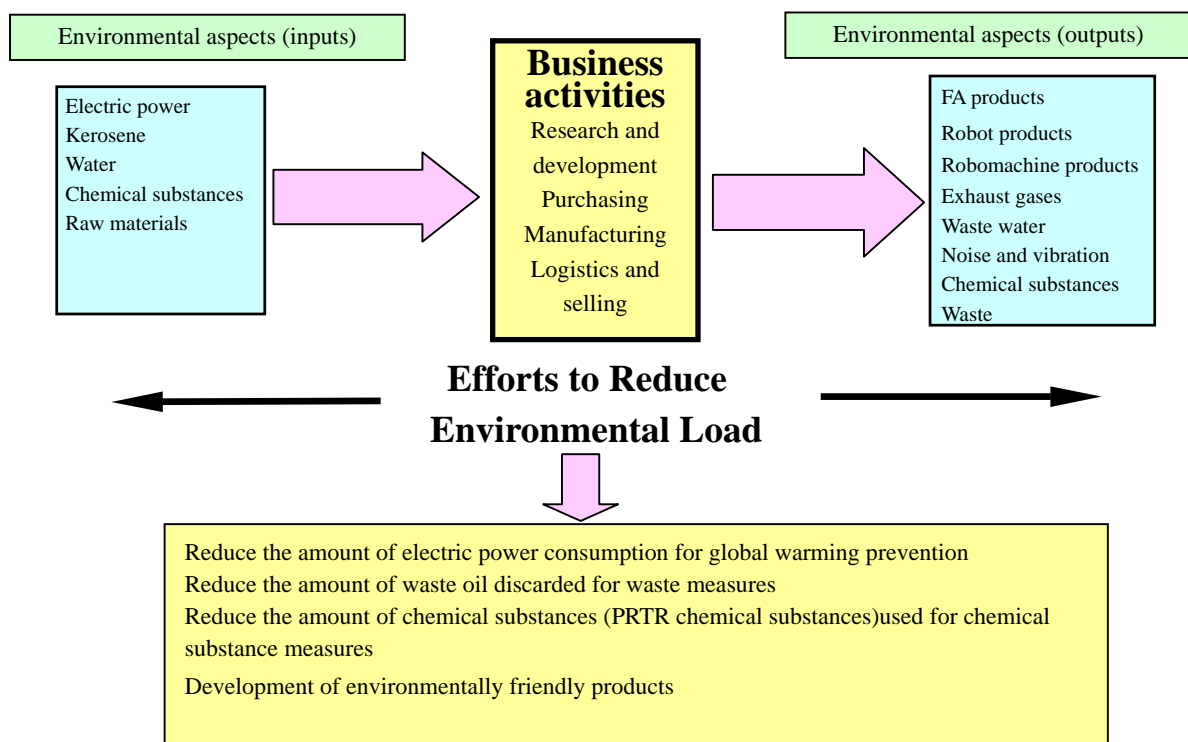 Environmental aspects (inputs)
Electric power
Kerosene
Water
Chemical substances
Raw materials
Business
activities
Research and
development
Purchasing
Manufacturing
Logistics and
selling
Environmental aspects (outputs)
FA products
Robot products
Robomachine products
Exhaust gases
Waste water
Noise and vibration
Chemical substances
Waste
Efforts to Reduce
Environmental Load
Reduce the amount of electric power consumption for global warming prevention
Reduce the amount of waste oil discarded for waste measures
Reduce the amount of chemical substances (PRTR chemical substances)used for chemical
substance measures
Development of environmentally friendly products